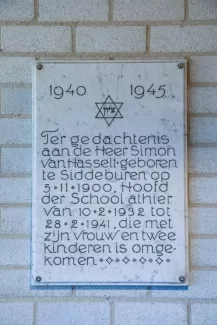 1940 1945
Ter gedachtenis
aan de Heer Simon
van Hasselt·geboren
te Siddeburen op
5·11·1900, Hoofd
der School alhier
van 10·2·1932 tot
28·2·1941, die met
zijn vrouw en twee
kinderen is omge-
komen